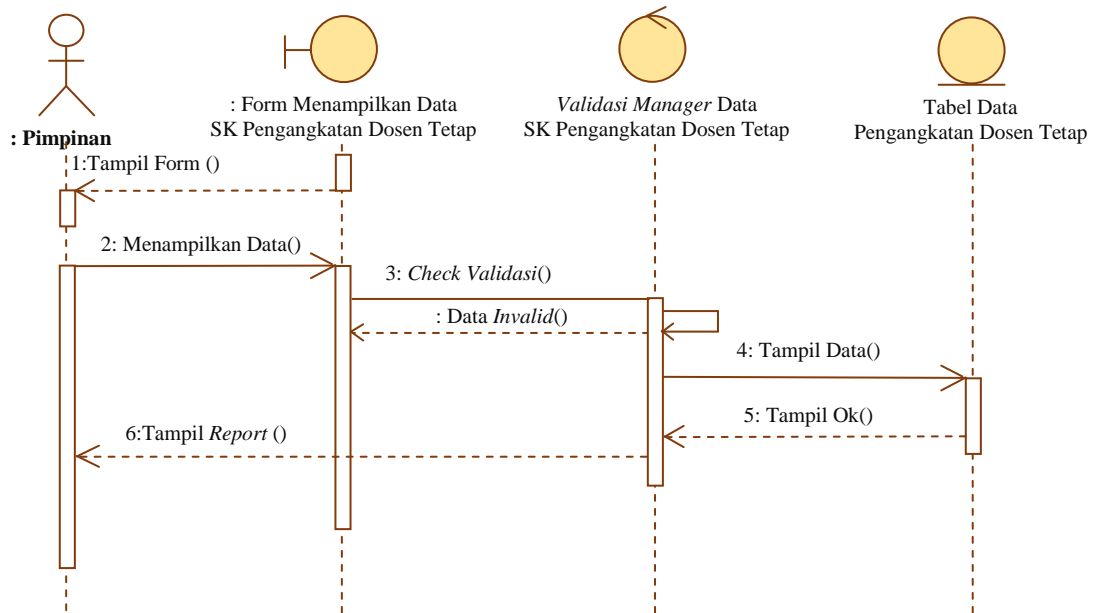 : Pimpinan
: Form Menampilkan Data
SK Pengangkatan Dosen Tetap
Validasi Manager Data
SK Pengangkatan Dosen Tetap
Tabel Data
Pengangkatan Dosen Tetap
1:Tampil Form ()
2: Menampilkan Data()
3: Check Validasi()
: Data Invalid()
4: Tampil Data()
5: Tampil Ok()
6:Tampil Report ()